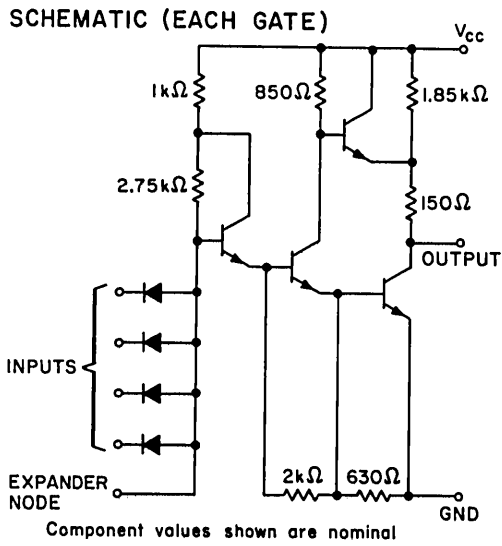 SCHEMATIC (EACH GATE)
VCC
1kΩ
850Ω
1.85kΩ
2.75kΩ
150Ω
OUTPUT
INPUTS
EXPANDER
NODE
2kΩ
630Ω
GND
Component values shown are nominal